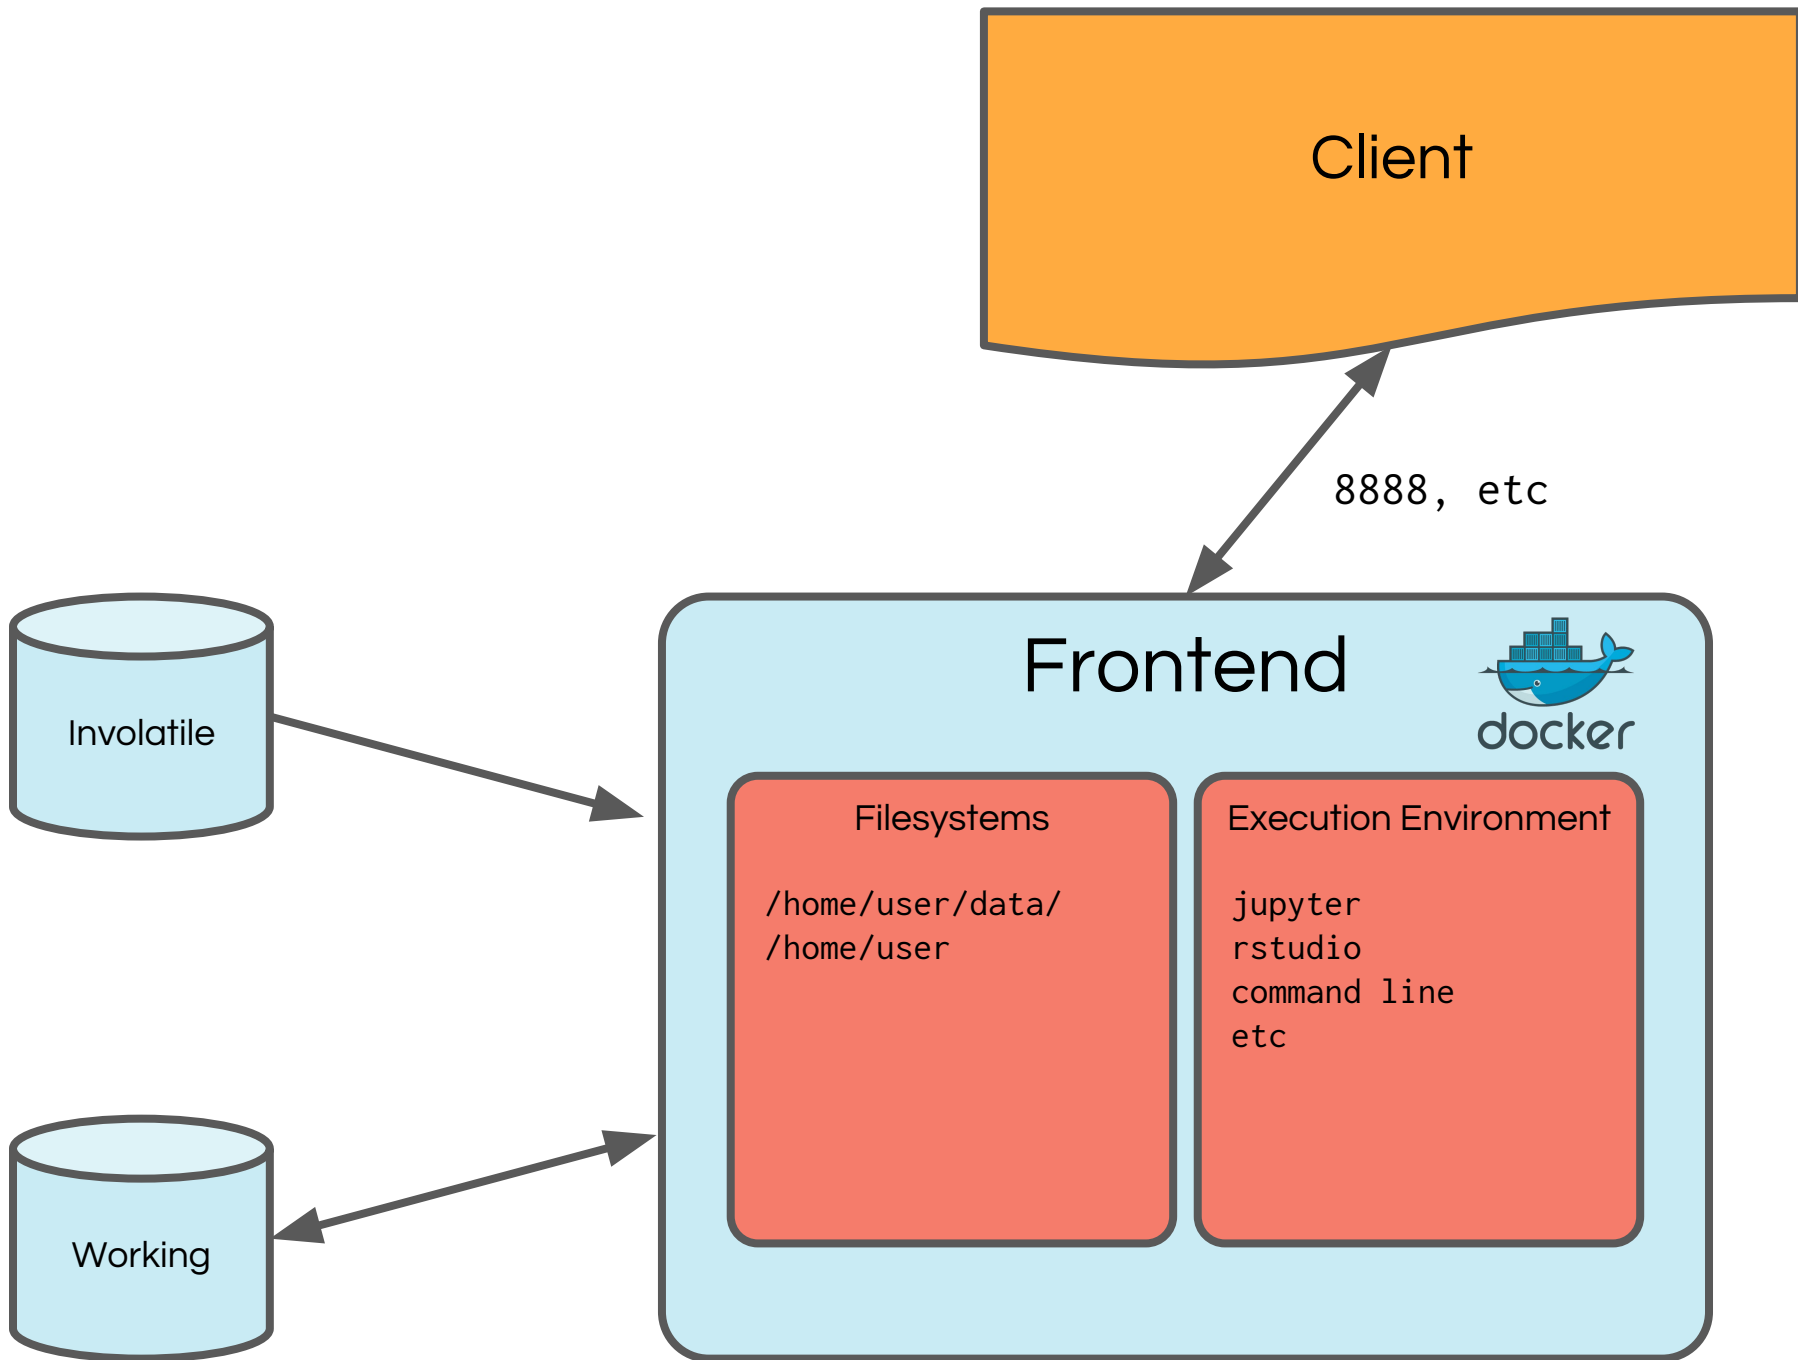 Client
8888, etc
Frontend
docker
Involatile
Filesystems
/home/user/data/
/home/user
Execution Environment
jupyter
rstudio
command line
etc
Working